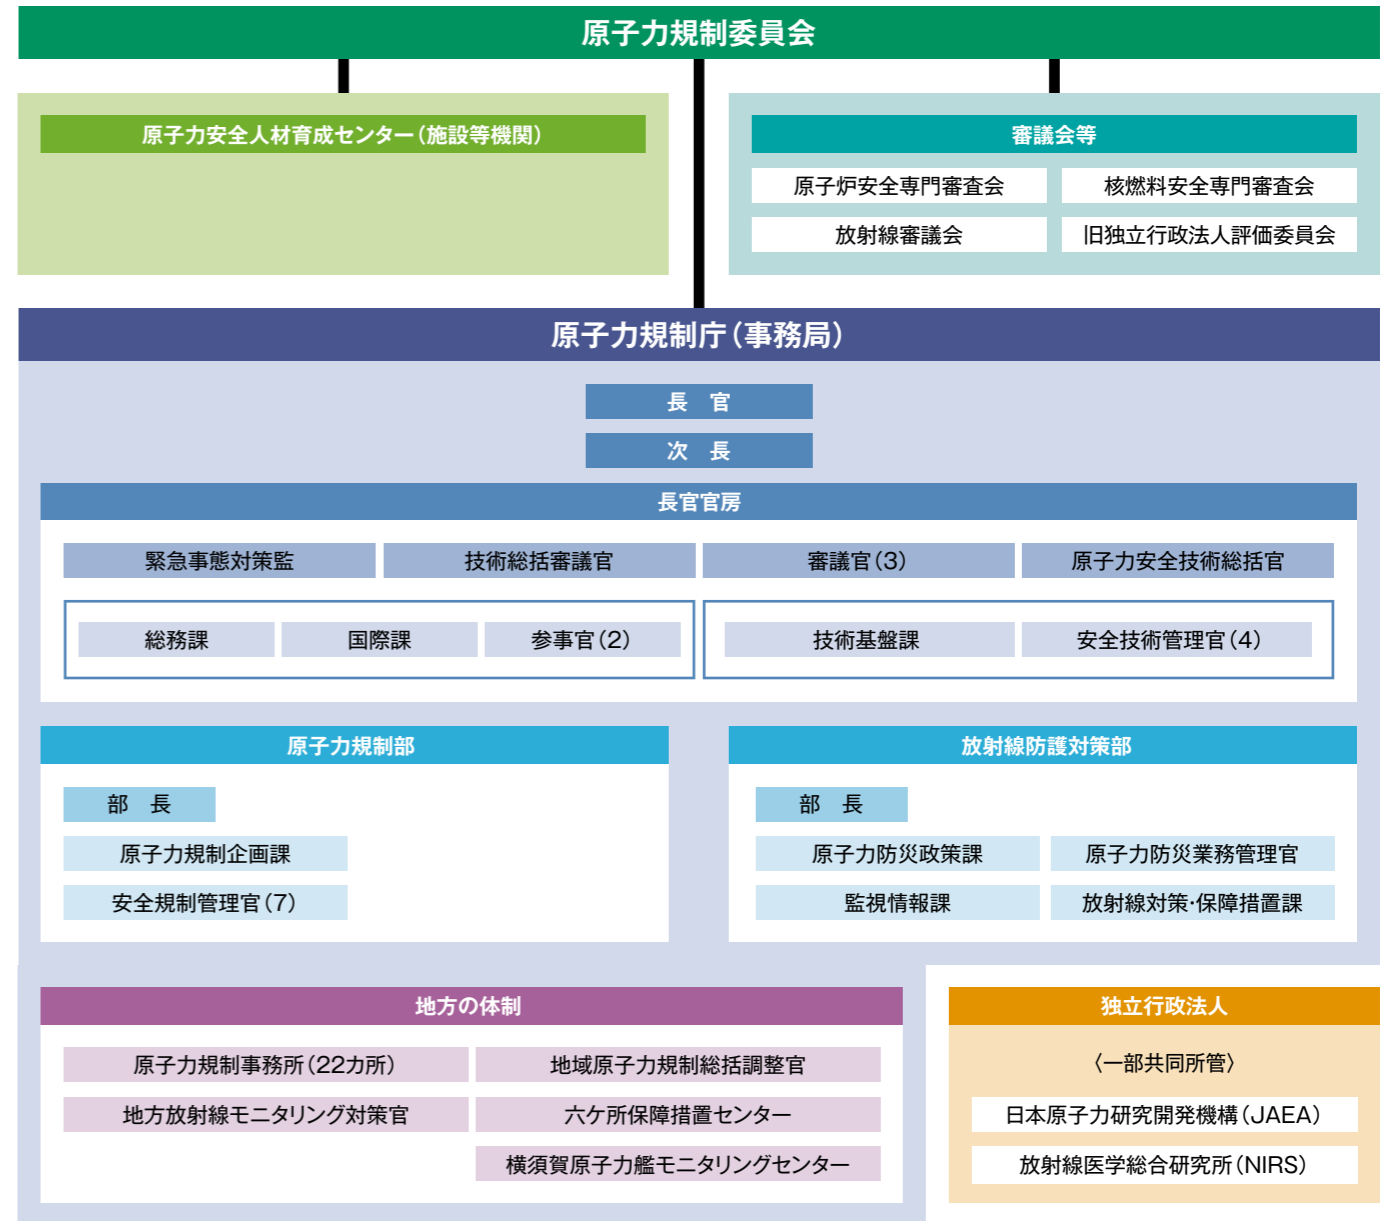 原子力規制委員会
原子力安全人材育成センター（施設等機関）
審議会等
原子炉安全専門審査会
核燃料安全専門審査会
放射線審議会
旧独立行政法人評価委員会
原子力規制庁（事務局）
長　官
次　長
長官官房
緊急事態対策監
技術総括審議官
審議官（3）
原子力安全技術総括官
総務課
国際課
参事官（2）
技術基盤課
安全技術管理官（4）
原子力規制部
部　長
原子力規制企画課
安全規制管理官（7）
放射線防護対策部
部　長
原子力防災政策課
原子力防災業務管理官
監視情報課
放射線対策・保障措置課
地方の体制
原子力規制事務所（22カ所）
地域原子力規制総括調整官
地方放射線モニタリング対策官
六ケ所保障措置センター
横須賀原子力艦モニタリングセンター
独立行政法人
〈一部共同所管〉
日本原子力研究開発機構（JAEA）
放射線医学総合研究所（NIRS）